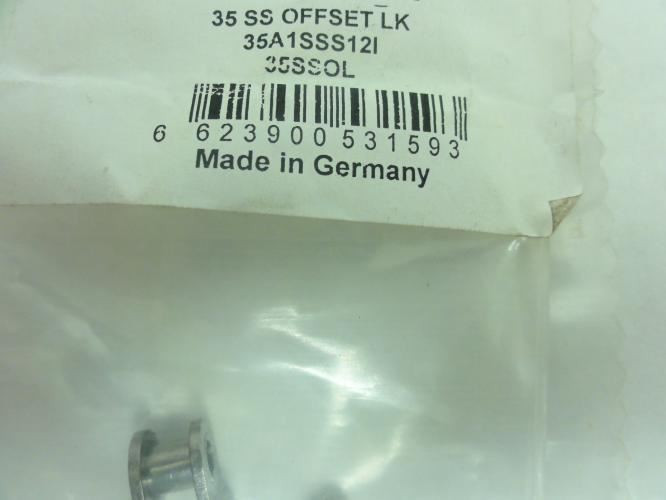 35 SS OFFSET LK
35A1SSS12I
35SSOL
6 623900 531593
Made in Germany